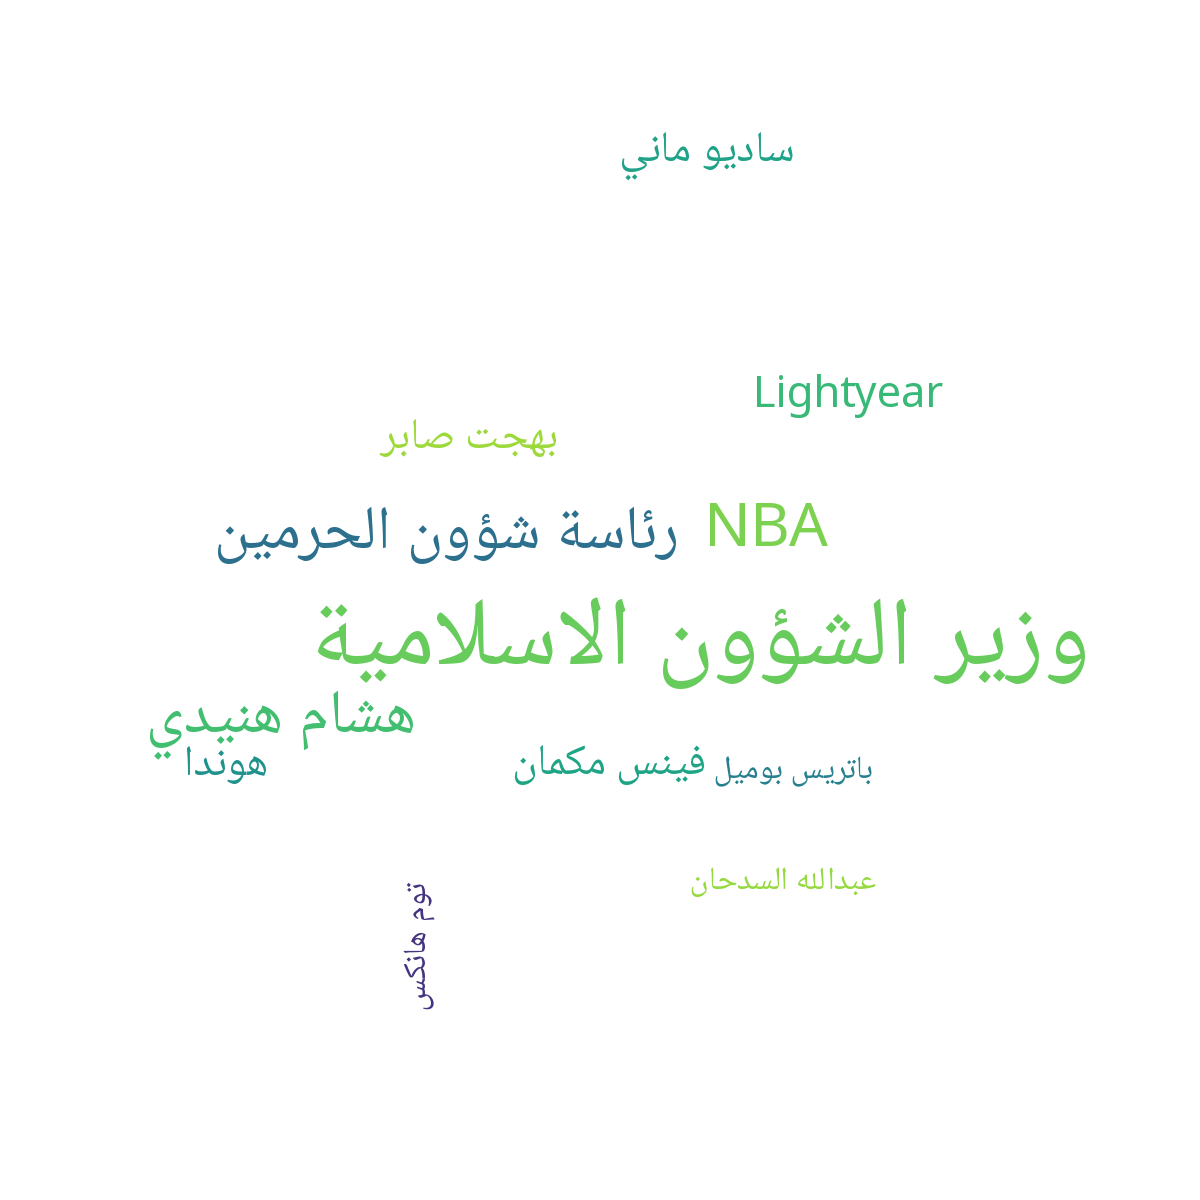 ساديو ماني
Lightyear
بهجت صابر
رئاسة شؤون الحرمين
NBA
وزير الشؤون الاسلامية
هشام هنيدي
هوندا
فينس مكمان
باتريس بوميل
عبدالله السدحان
توم هانكس